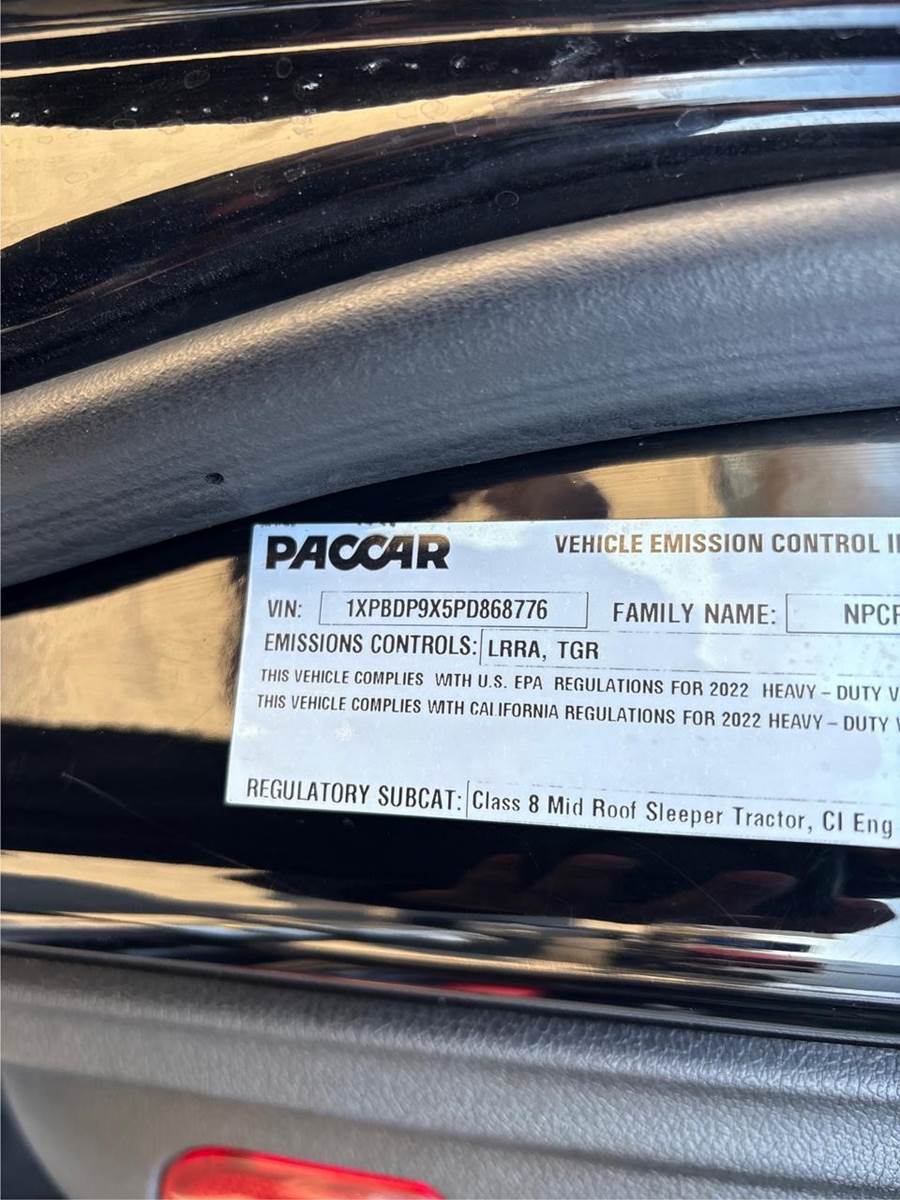 PACCAR
VEHICLE EMISSION CONTROL
VIN: 1XPBDP9X5PD868776 FAMILY NAME: NPCF
EMISSIONS CONTROLS: LRRA, TGR
THIS VEHICLE COMPLIES WITH U.S. EPA REGULATIONS FOR 2022 HEAVY – DUTY V
THIS VEHICLE COMPLIES WITH CALIFORNIA REGULATIONS FOR 2022 HEAVY – DUTY
REGULATORY SUBCAT: Class 8 Mid Roof Sleeper Tractor, CI Eng